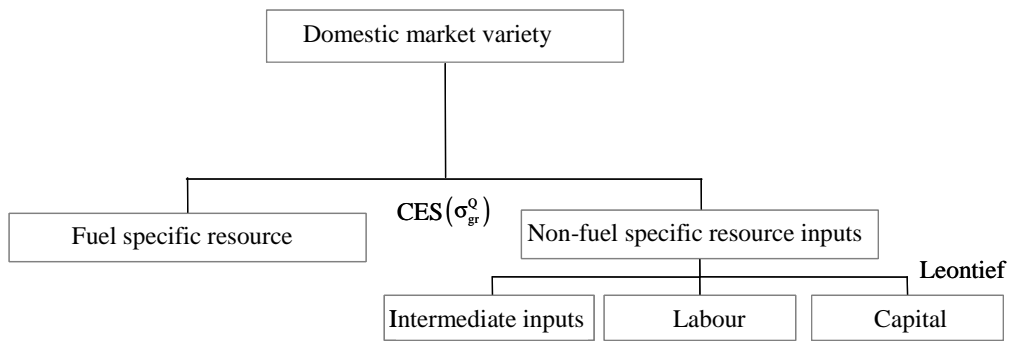 Domestic market variety
CES(σ^Q_gr)
Fuel specific resource
Non-fuel specific resource inputs
Leontief
Intermediate inputs
Labour
Capital